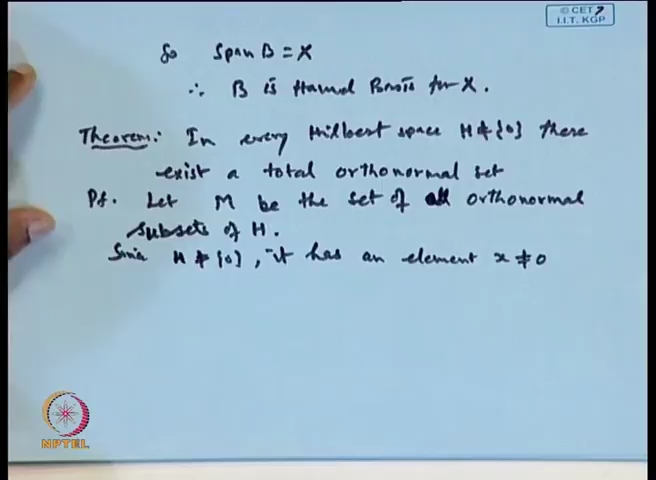 © CET
I.I.T. KGP
So Span B = X
∴ B is Hamel Basis for X.
Theorem: In every Hilbert space H ≠ {0} there
exist a total orthonormal set
Pf. Let M be the set of all orthonormal
subsets of H.
Since H ≠ {0}, it has an element x ≠ 0
NPTEL